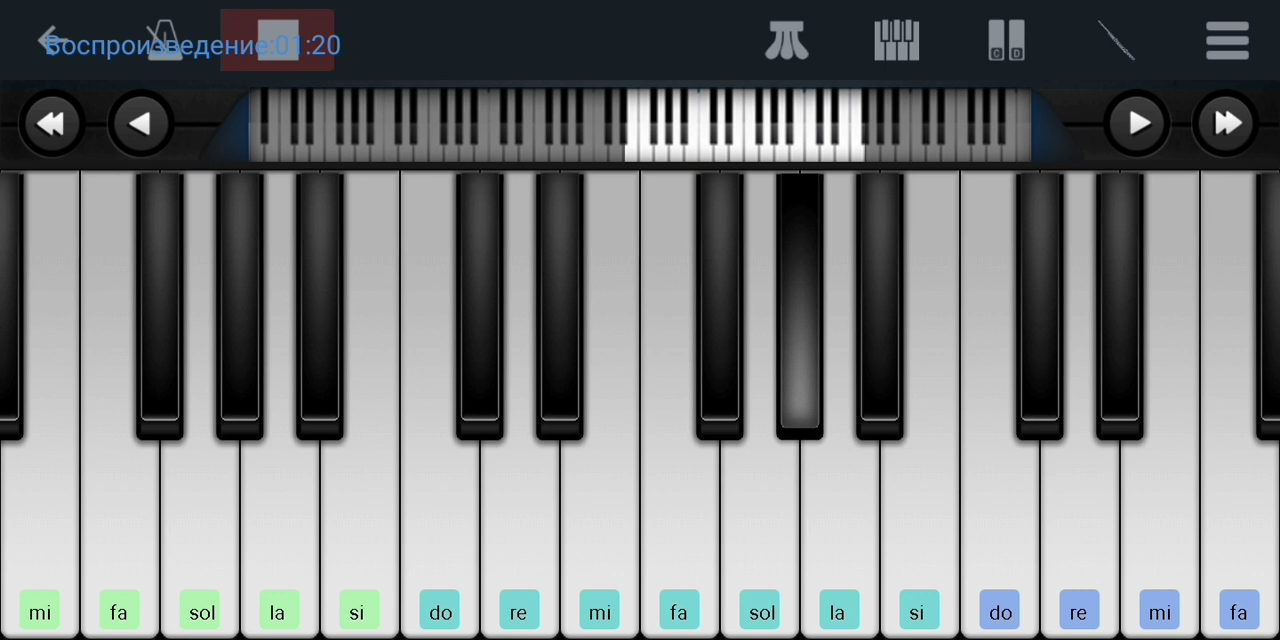 Воспроизведение:01:20
C D
mi fa sol la si do re mi fa sol la si do re mi fa